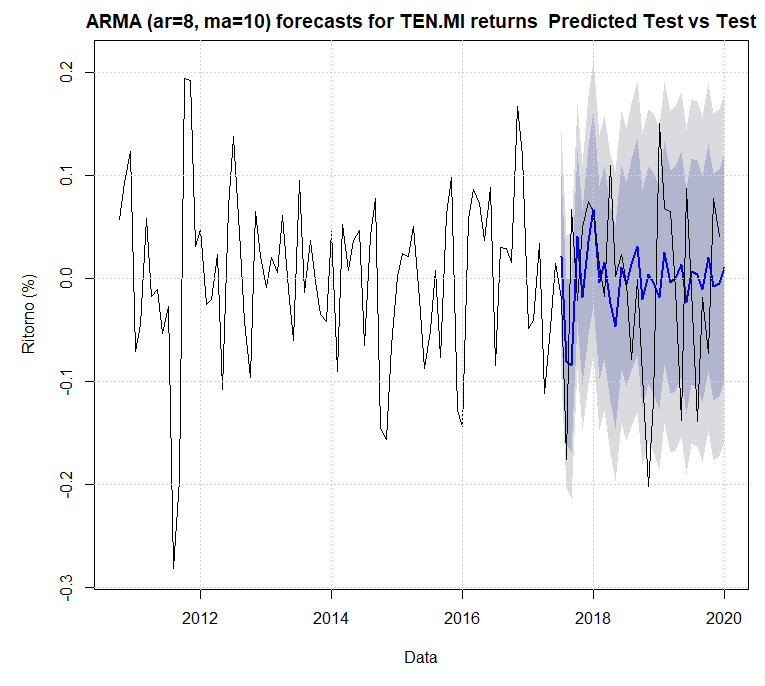 ARMA (ar=8, ma=10) forecasts for TEN.MI returns  Predicted Test vs Test
0.2
0.1
0.0
-0.1
-0.2
-0.3
Ritorno (%)
2012 2014 2016 2018 2020
Data